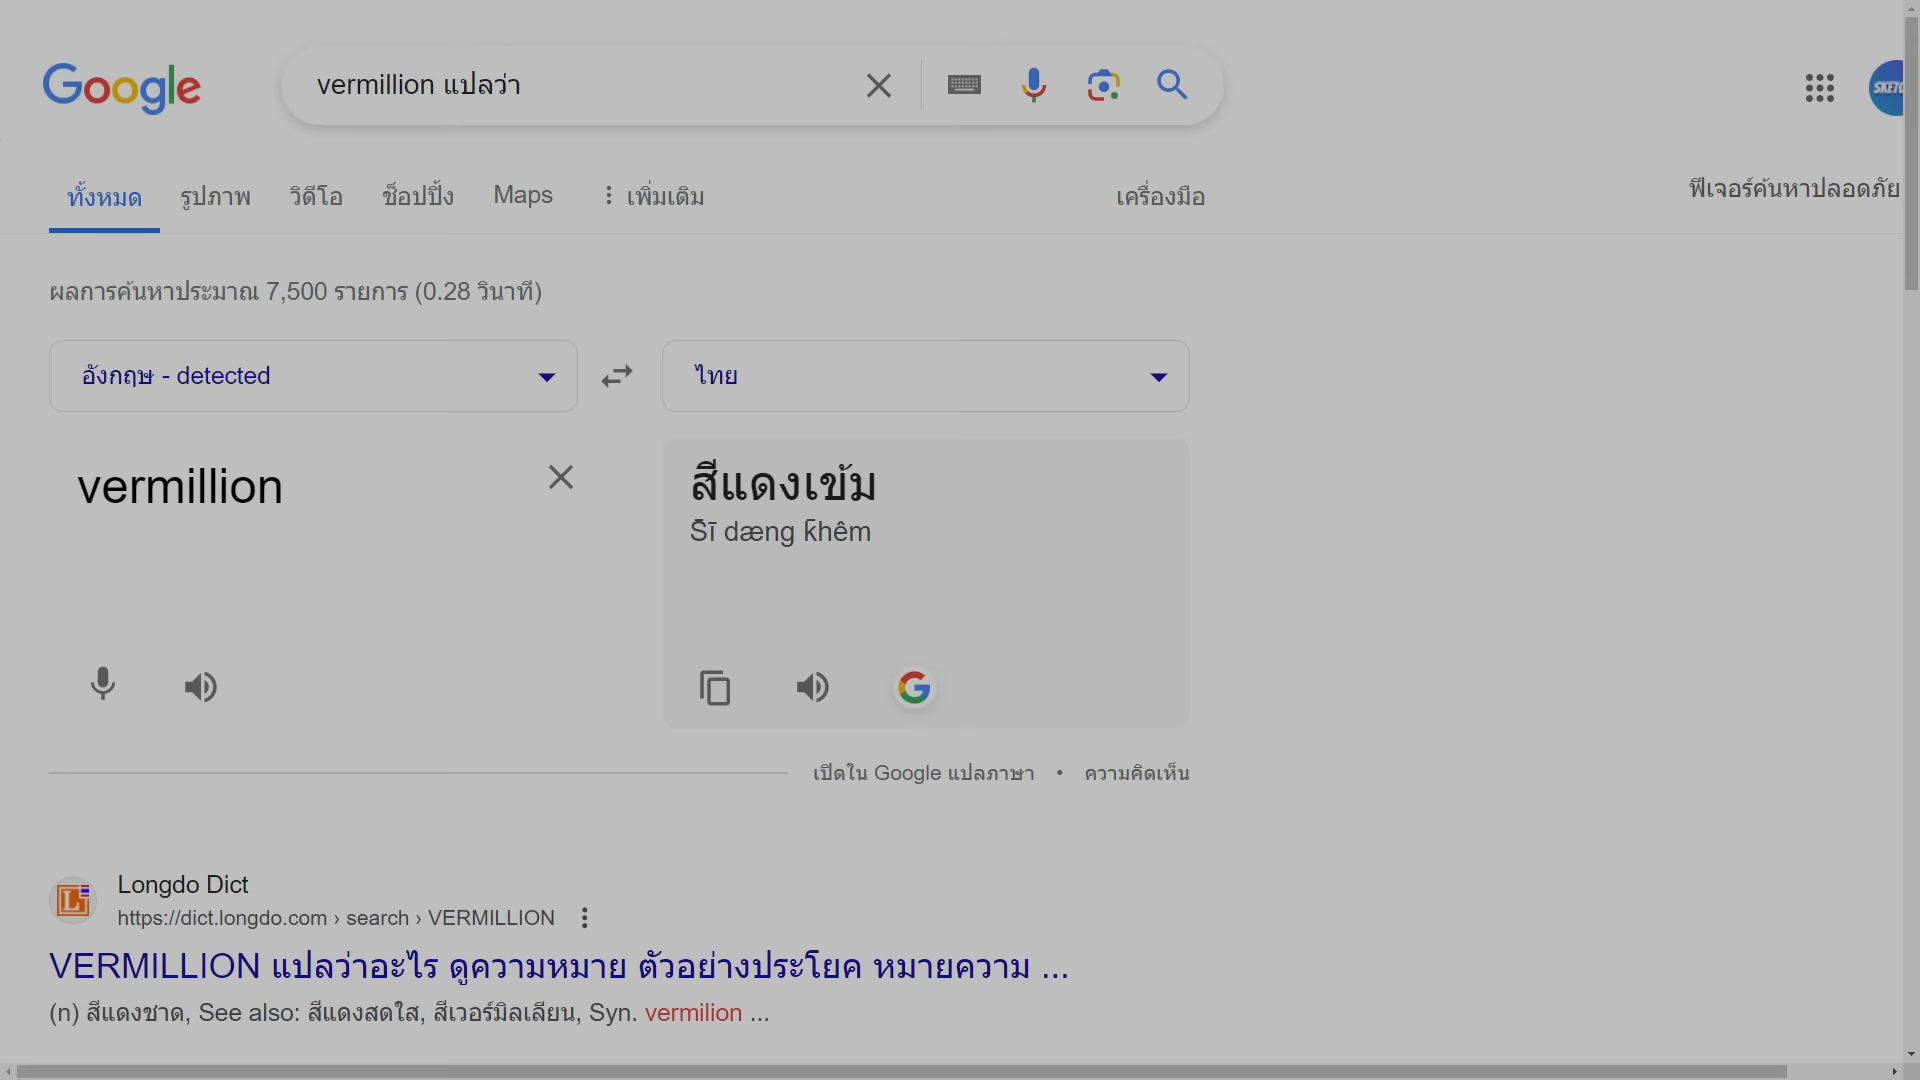 Google
vermillion แปลว่า
SKET
ทั้งหมด รูปภาพ วิดีโอ ช็อปปิ้ง Maps เพิ่มเติม เครื่องมือ ฟีเจอร์ค้นหาปลอดภัย
ผลการค้นหาประมาณ 7,500 รายการ (0.28 วินาที)
อังกฤษ - detected ไทย
vermillion
สีแดงเข้ม
S̄ī dæng k̄ĥêm
เปิดใน Google แปลภาษา • ความคิดเห็น
Longdo Dict
https://dict.longdo.com › search › VERMILLION
VERMILLION แปลว่าอะไร ดูความหมาย ตัวอย่างประโยค หมายความ ...
(n) สีแดงชาด, See also: สีแดงสดใส, สีเวอร์มิลเลียน, Syn. vermilion ...